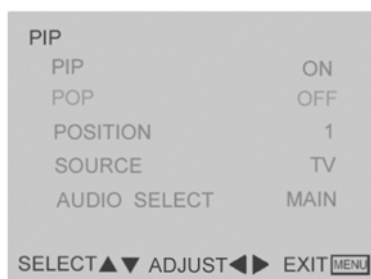 PIP
PIP ON
POP OFF
POSITION 1
SOURCE TV
AUDIO SELECT MAIN
SELECT▲▼ ADJUST◀▶ EXIT MENU